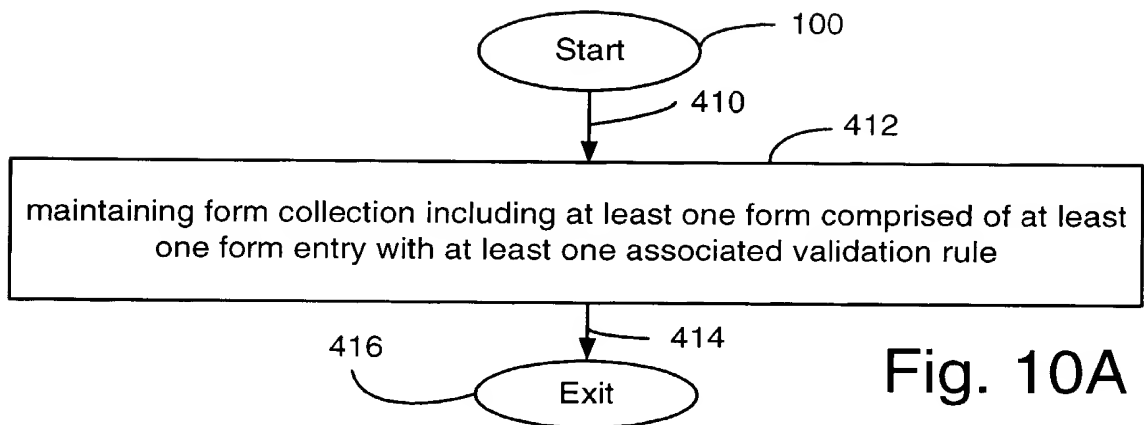 100
Start
410
412
maintaining form collection including at least one form comprised of at least
one form entry with at least one associated validation rule
416
414
Exit
Fig. 10A